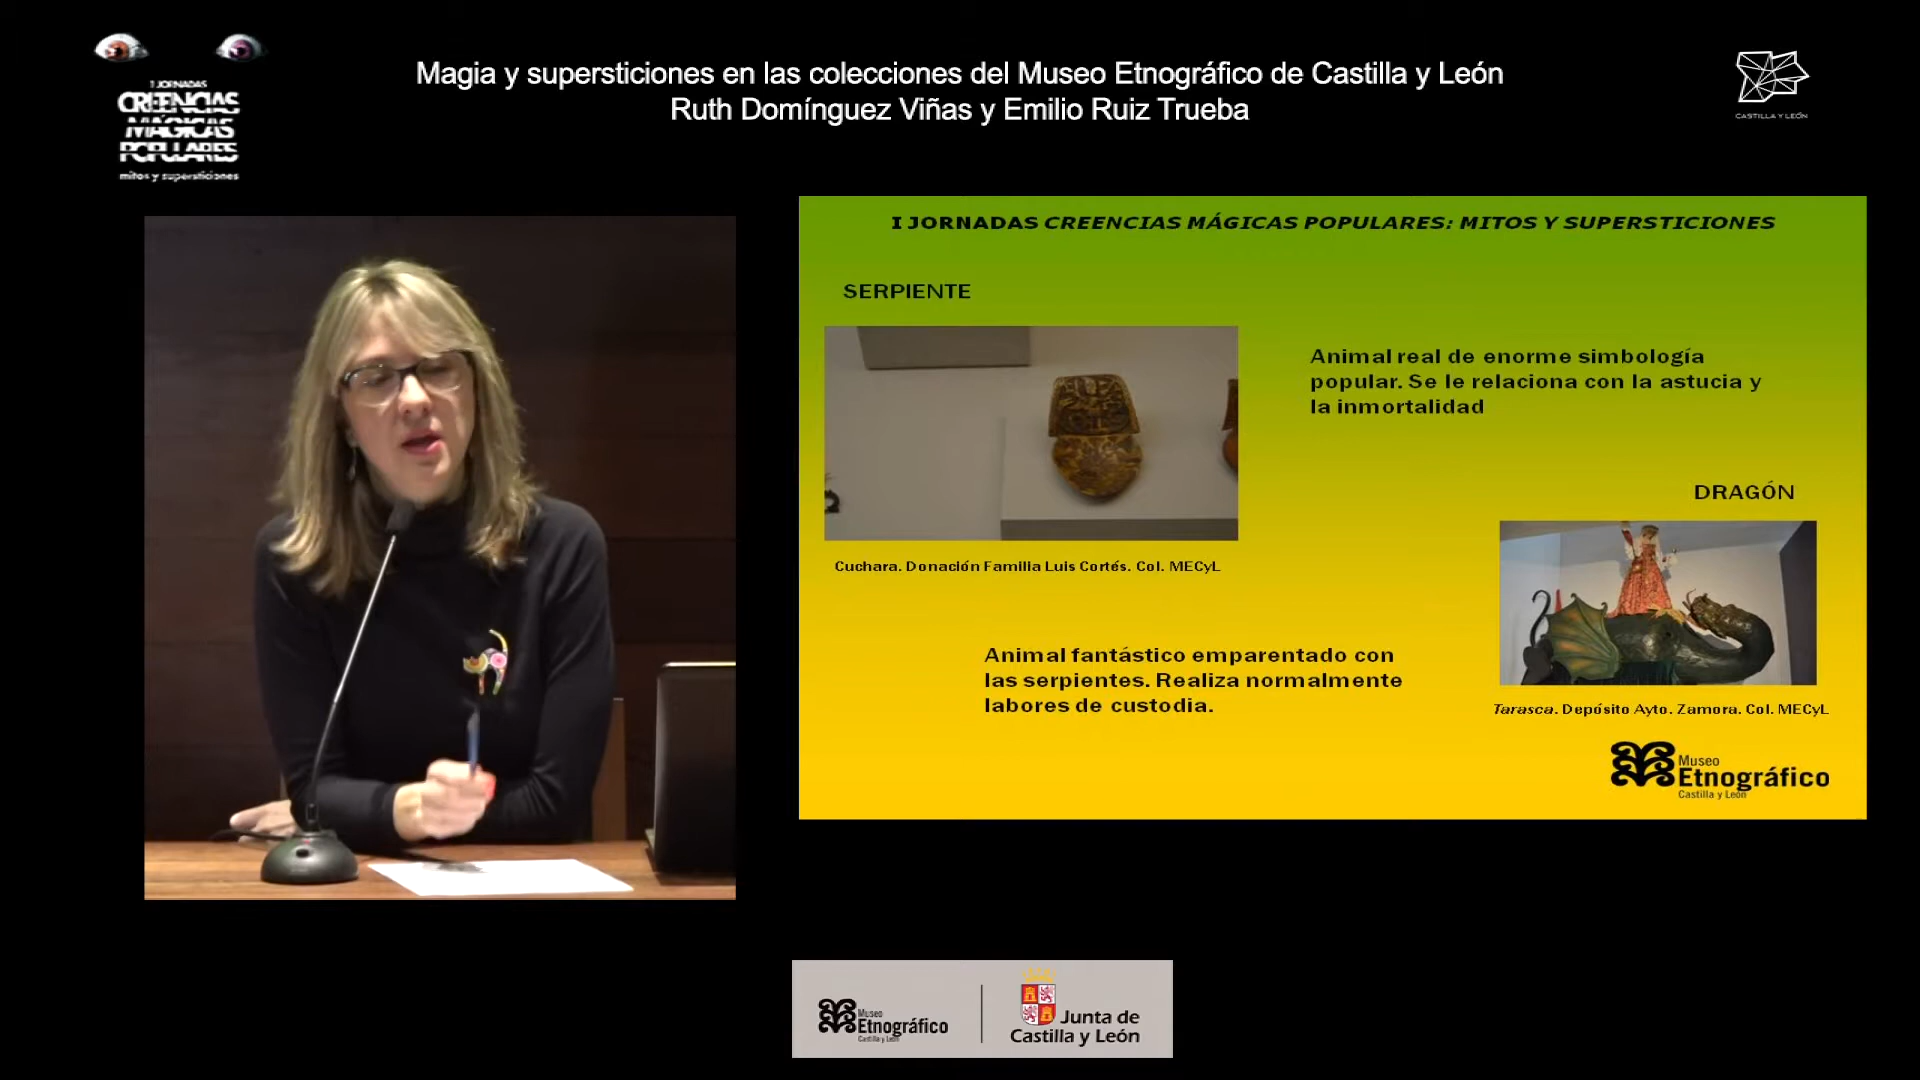 I JORNADAS
CREENCIAS
MÁGICAS
POPULARES
mitos y supersticiones
Magia y supersticiones en las colecciones del Museo Etnográfico de Castilla y León
Ruth Domínguez Viñas y Emilio Ruiz Trueba
CASTILLA Y LEÓN
I JORNADAS CREENCIAS MÁGICAS POPULARES: MITOS Y SUPERSTICIONES
SERPIENTE
Animal real de enorme simbología
popular. Se le relaciona con la astucia y
la inmortalidad
Cuchara. Donación Familia Luis Cortés. Col. MECyL
DRAGÓN
Animal fantástico emparentado con
las serpientes. Realiza normalmente
labores de custodia.
Tarasca. Depósito Ayto. Zamora. Col. MECyL
Museo
Etnográfico
Castilla y León
Museo
Etnográfico
Castilla y León
Junta de
Castilla y León